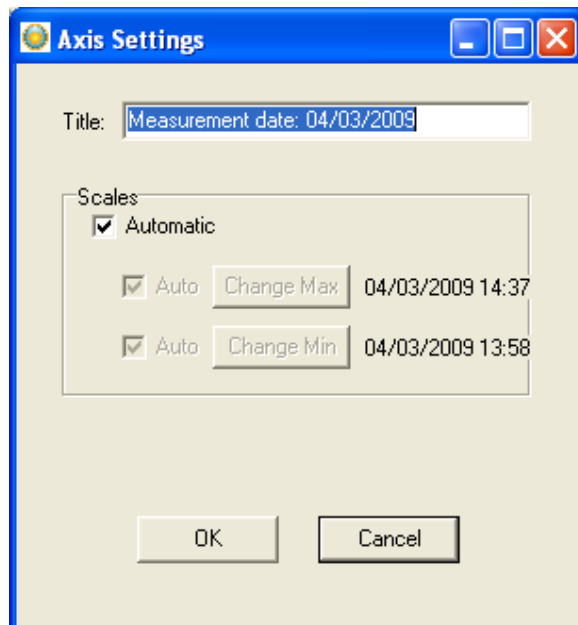 Axis Settings
Title: Measurement date: 04/03/2009
Scales
Automatic
Auto Change Max 04/03/2009 14:37
Auto Change Min 04/03/2009 13:58
OK Cancel